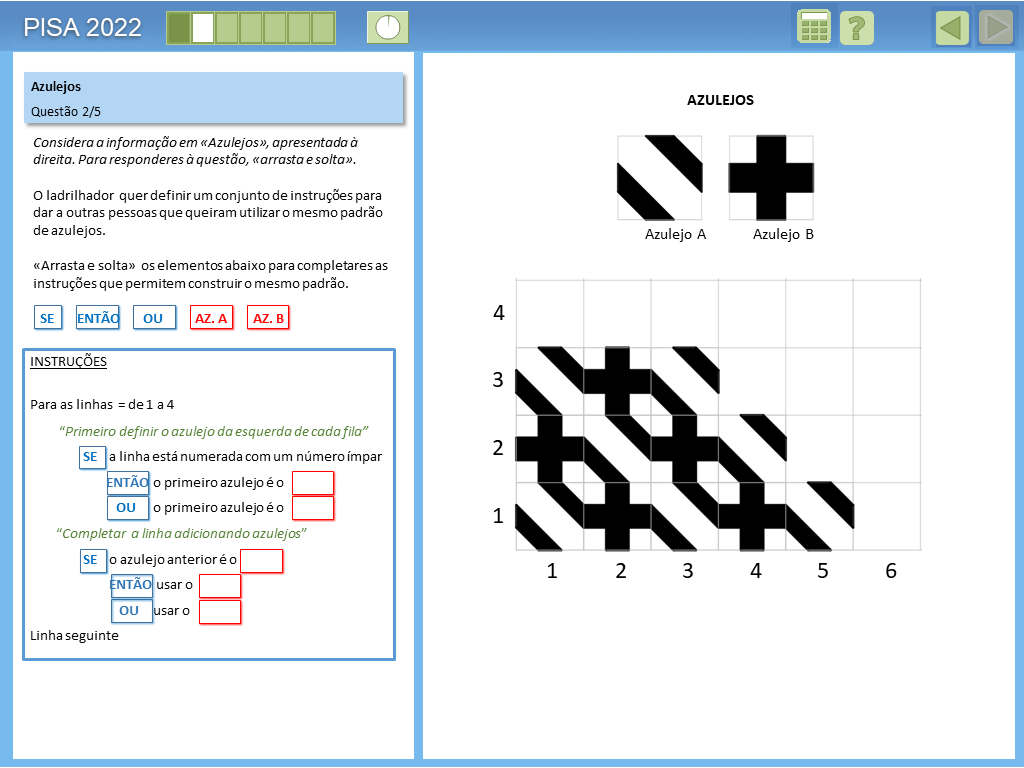 PISA 2022
?
Azulejos
Questão 2/5
Considera a informação em «Azulejos», apresentada à
direita. Para responderes à questão, «arrasta e solta».
O ladrilhador quer definir um conjunto de instruções para
dar a outras pessoas que queiram utilizar o mesmo padrão
de azulejos.
«Arrasta e solta» os elementos abaixo para completares as
instruções que permitem construir o mesmo padrão.
SE ENTÃO OU AZ. A AZ. B
INSTRUÇÕES
Para as linhas = de 1 a 4
“Primeiro definir o azulejo da esquerda de cada fila”
SE a linha está numerada com um número ímpar
ENTÃO o primeiro azulejo é o
OU o primeiro azulejo é o
“Completar a linha adicionando azulejos”
SE o azulejo anterior é o
ENTÃO usar o
OU usar o
Linha seguinte
AZULEJOS
Azulejo A Azulejo B
4
3
2
1
1 2 3 4 5 6